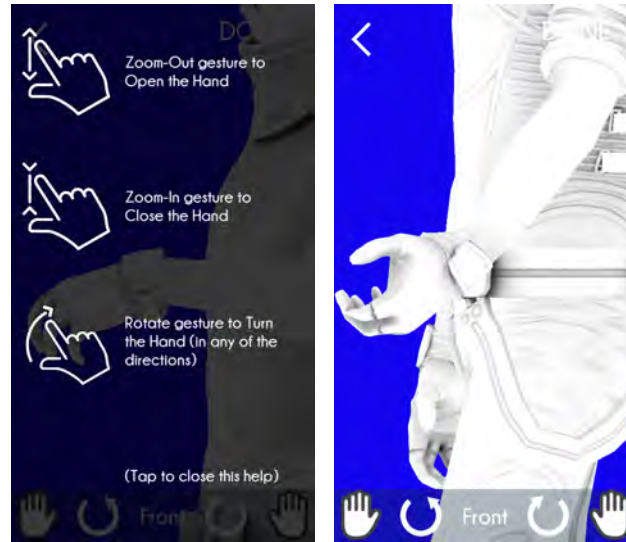 Zoom-Out gesture to
Open the Hand
Zoom-In gesture to
Close the Hand
Rotate gesture to Turn
the Hand (in any of the
directions)
(Tap to close this help)
Front
Front